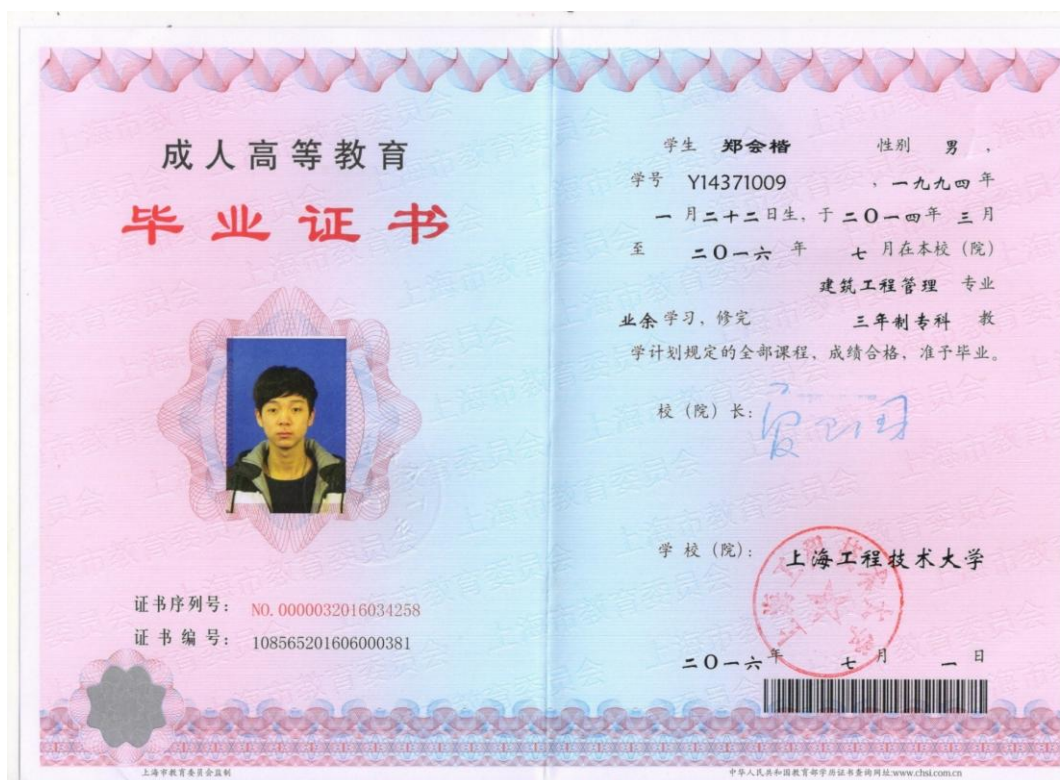 成人高等教育
毕业证书
证书序列号: NO. 0000032016034258
证书编号: 108565201606000381
上海市教育委员会监制
学生 郑会楷 性别 男,
学号 Y14371009 、一九九四年
一月二十二日生, 于二〇一四年 三月
至 二〇一六 年 七 月在本校(院)
建筑工程管理 专业
业余 学习, 修完 三年制专科 教
学计划规定的全部课程、成绩合格, 准予毕业。
校(院)长:
学校(院): 上海工程技术大学
二〇一六年 七 月 一 日
中华人民共和国教育部学历证书查询网址:www.chsi.com.cn